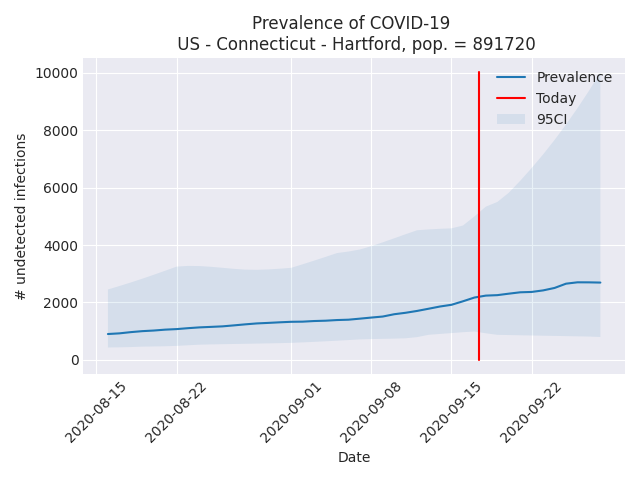 Prevalence of COVID-19
US - Connecticut - Hartford, pop. = 891720
10000
8000
6000
4000
2000
0
# undetected infections
Prevalence
Today
95CI
2020-08-15
2020-08-22
2020-09-01
2020-09-08
2020-09-15
2020-09-22
Date